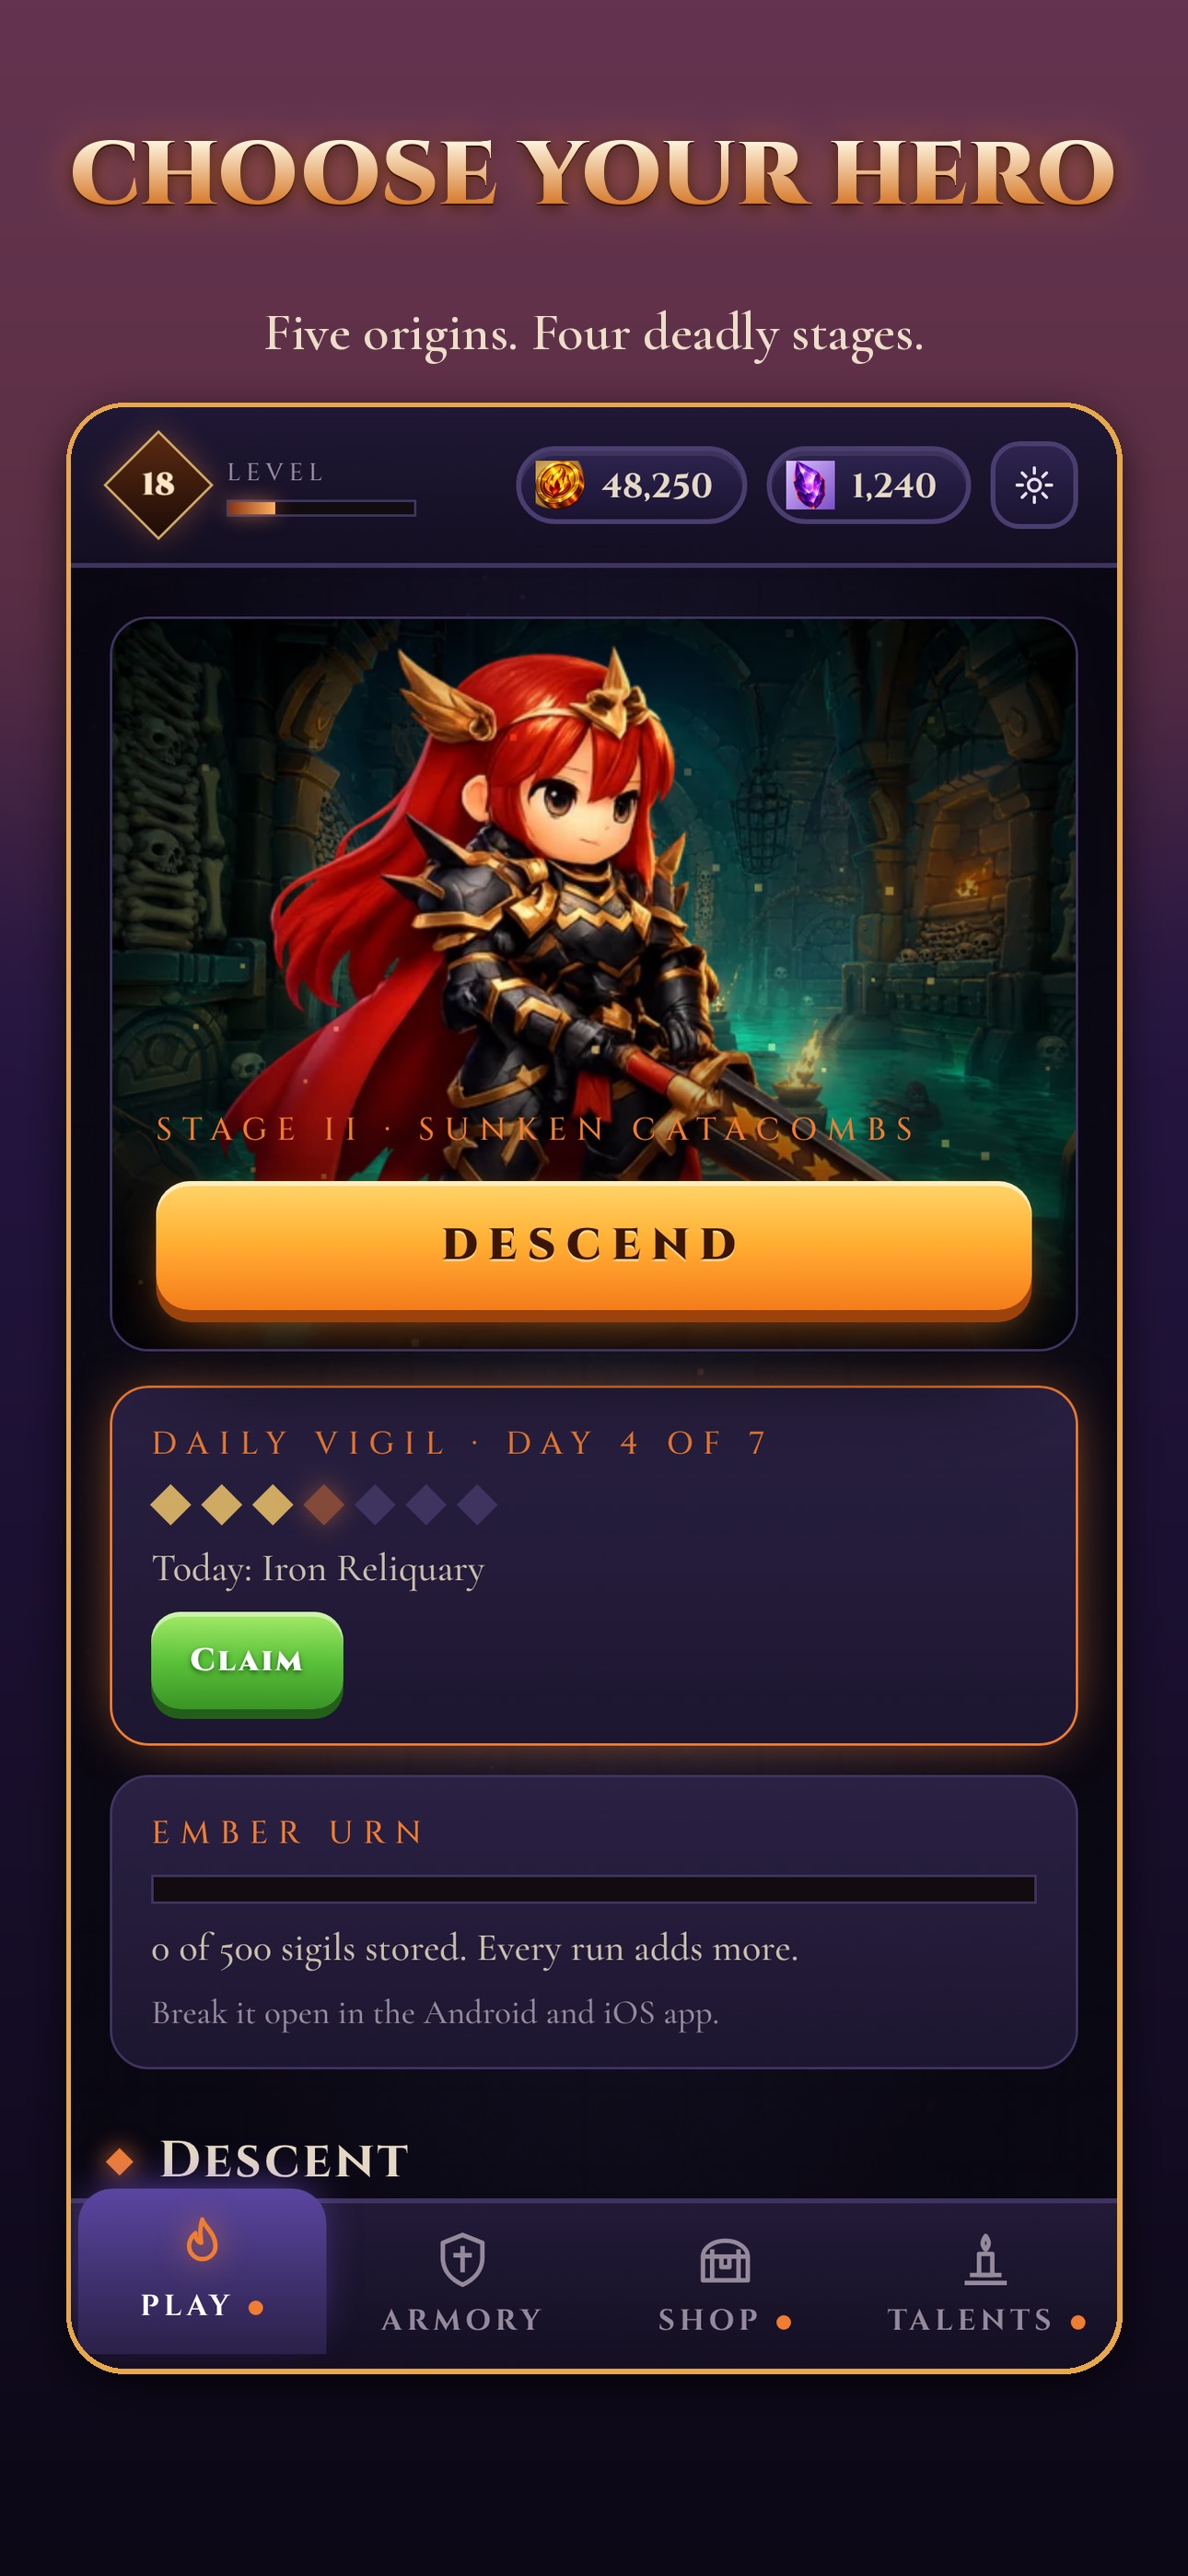 CHOOSE YOUR HERO
Five origins. Four deadly stages.
18
LEVEL
48,250
1,240
STAGE II · SUNKEN CATACOMBS
DESCEND
DAILY VIGIL · DAY 4 OF 7
Today: Iron Reliquary
Claim
EMBER URN
0 of 500 sigils stored. Every run adds more.
Break it open in the Android and iOS app.
Descent
PLAY
ARMORY
SHOP
TALENTS